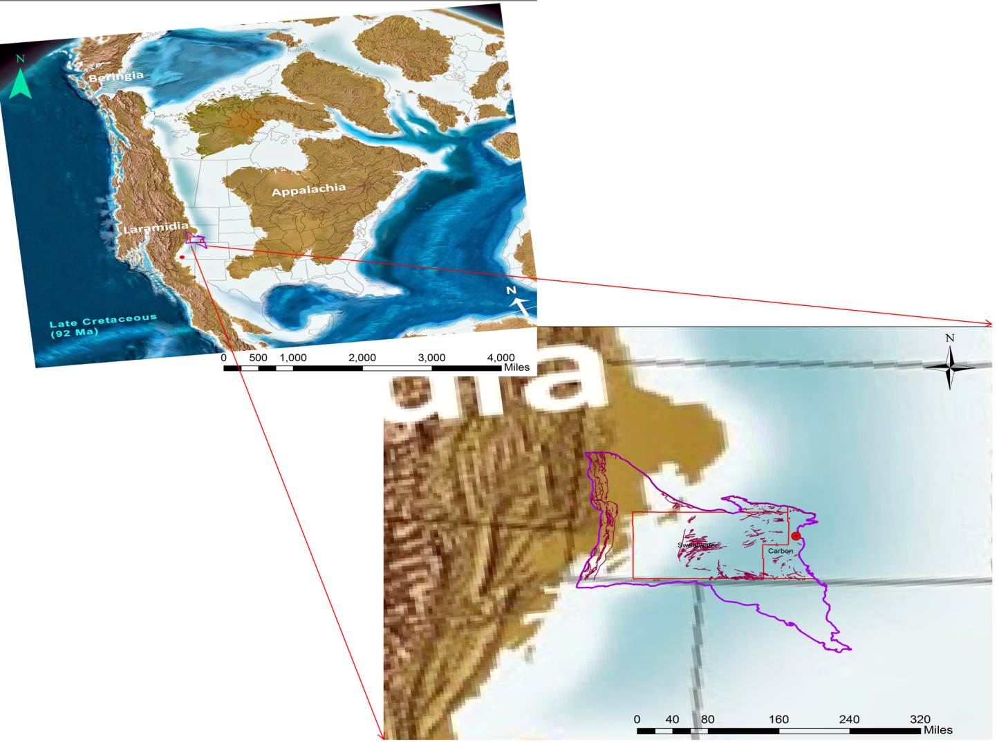 N
Beringia
Appalachia
Laramidia
N
Late Cretaceous
(92 Ma)
0 500 1,000 2,000 3,000 4,000
Miles
N
dia
Sweetwater
Carbon
0 40 80 160 240 320
Miles